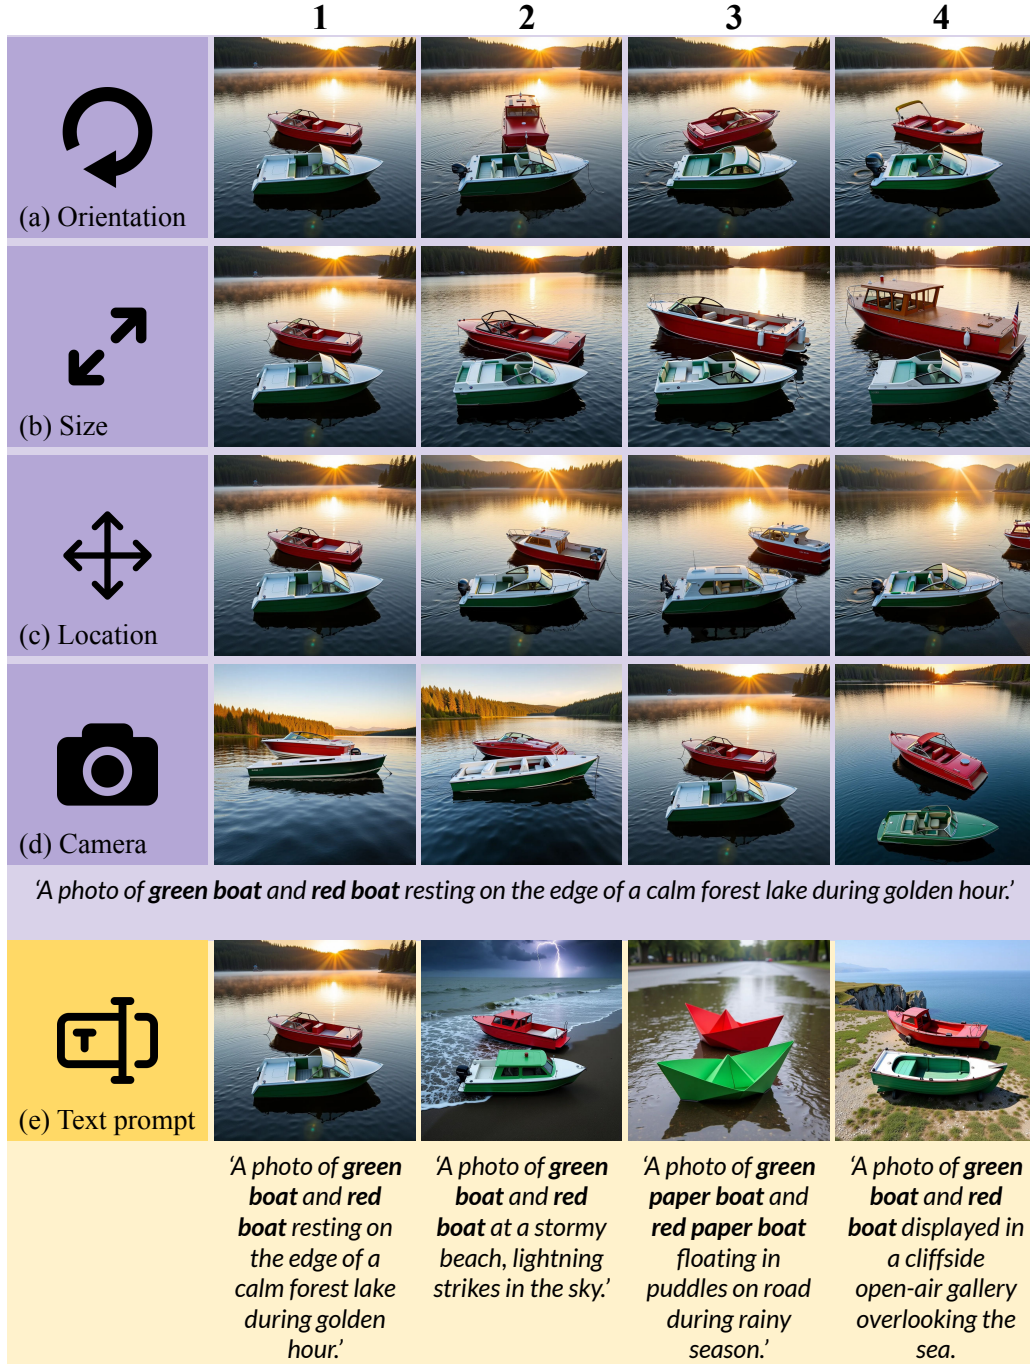 1 2 3 4
(a) Orientation
(b) Size
(c) Location
(d) Camera
‘A photo of green boat and red boat resting on the edge of a calm forest lake during golden hour.’
T
(e) Text prompt
‘A photo of green
boat and red
boat resting on
the edge of a
calm forest lake
during golden
hour.’
‘A photo of green
boat and red
boat at a stormy
beach, lightning
strikes in the sky.’
‘A photo of green
paper boat and
red paper boat
floating in
puddles on road
during rainy
season.’
‘A photo of green
boat and red
boat displayed in
a cliffside
open-air gallery
overlooking the
sea.